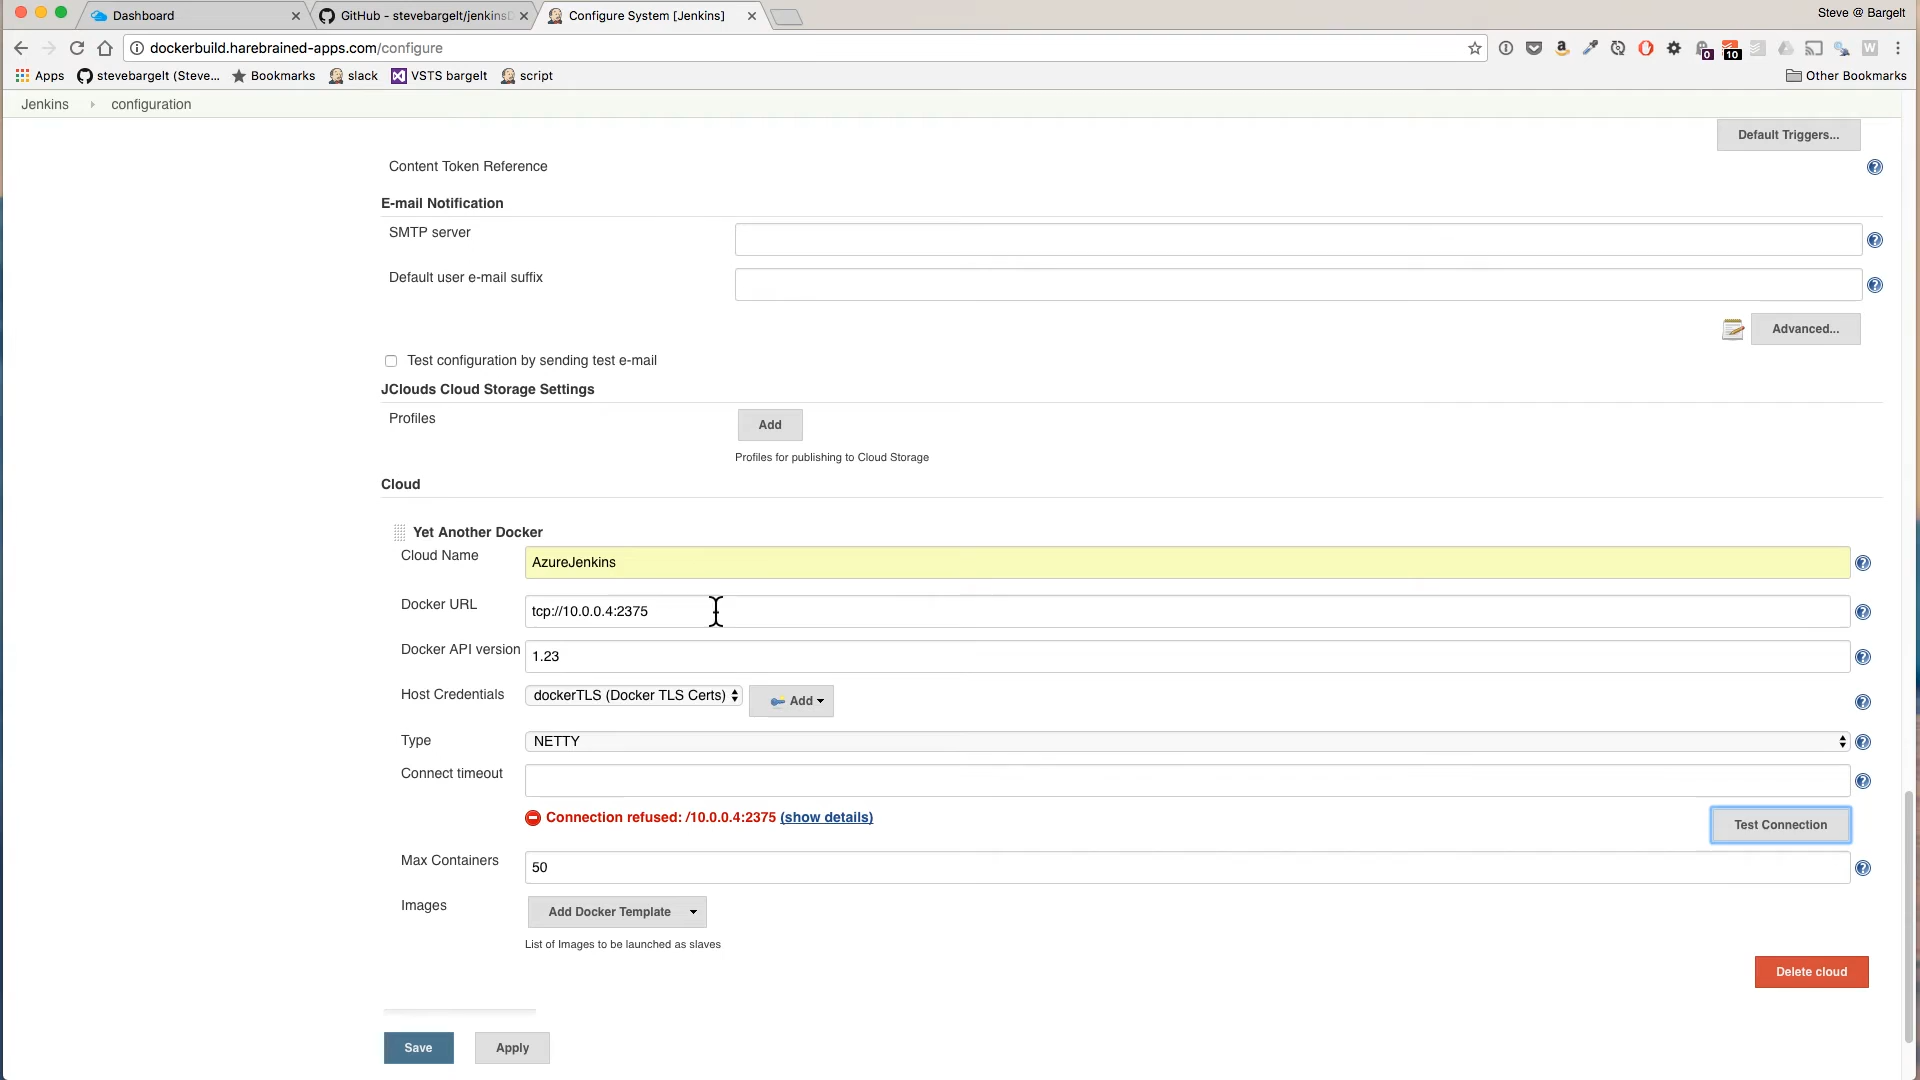 Steve @ Bargelt
Dashboard
GitHub - stevebargelt/jenkinsD
Configure System [Jenkins]
dockerbuild.harebrained-apps.com/configure
0
10
W
Apps
stevebargelt (Steve...
Bookmarks
slack
VSTS bargelt
script
Other Bookmarks
Jenkins
configuration
Default Triggers...
Content Token Reference
E-mail Notification
SMTP server
Default user e-mail suffix
Advanced...
Test configuration by sending test e-mail
JClouds Cloud Storage Settings
Profiles
Add
Profiles for publishing to Cloud Storage
Cloud
Yet Another Docker
Cloud Name
AzureJenkins
Docker URL
tcp://10.0.0.4:2375
Docker API version
1.23
Host Credentials
dockerTLS (Docker TLS Certs)
Add
Type
NETTY
Connect timeout
Connection refused: /10.0.0.4:2375 (show details)
Test Connection
Max Containers
50
Images
Add Docker Template
List of Images to be launched as slaves
Delete cloud
Save
Apply